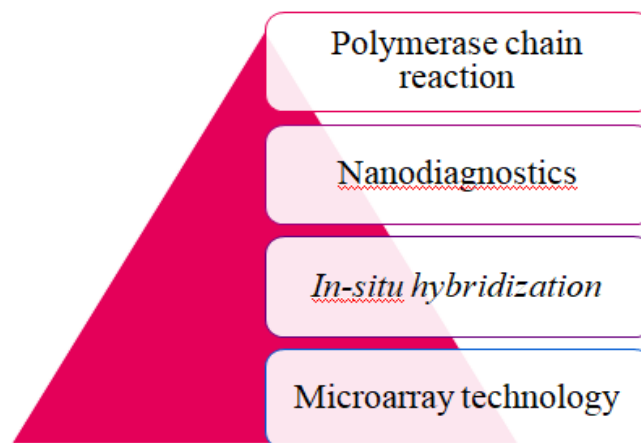 Polymerase chain
reaction
Nanodiagnostics
In-situ hybridization
Microarray technology